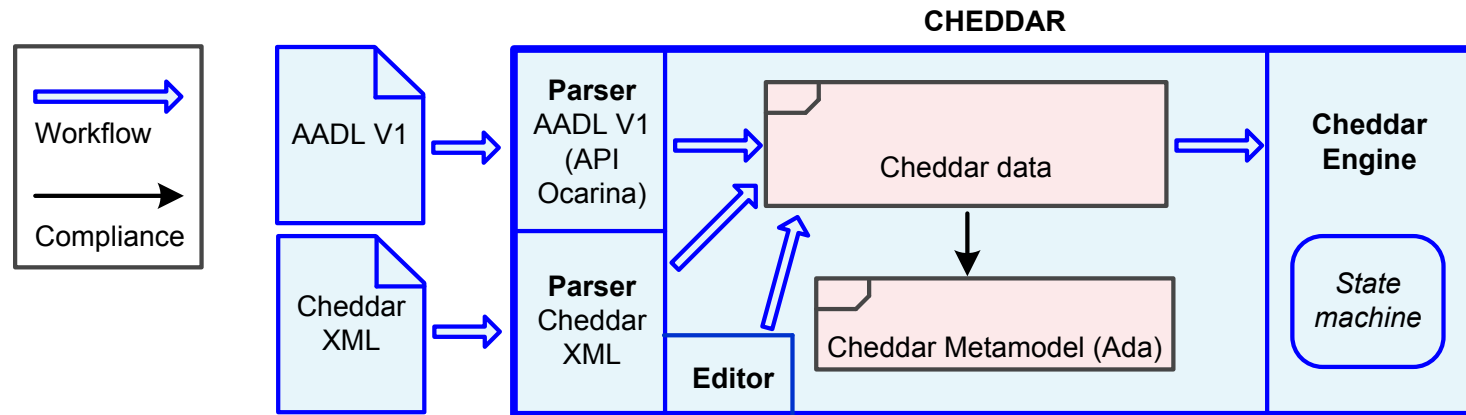 CHEDDAR
Workflow
Compliance
AADL V1
Cheddar
XML
Parser
AADL V1
(API
Ocarina)
Parser
Cheddar
XML
Editor
Cheddar data
Cheddar Metamodel (Ada)
Cheddar
Engine
State
machine